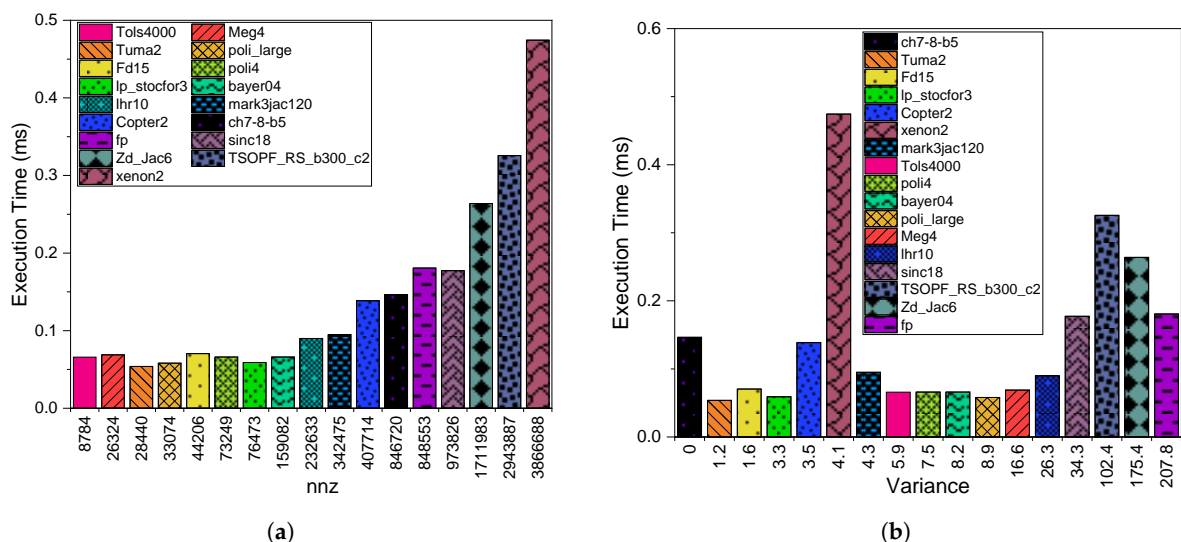 0.5
0.4
0.3
0.2
0.1
0.0
Execution Time (ms)
Tols4000 Meg4
Tuma2 poli_large
Fd15 poli4
lp_stocfor3 bayer04
lhr10 mark3jac120
Copter2 ch7-8-b5
fp sinc18
Zd_Jac6 TSOPF_RS_b300_c2
xenon2
8784 26324 28440 33074 44206 73249 76473 159082 232633 342475 407714 846720 848553 973826 1711983 2943887 3866688
nnz
(a)
0.6
0.4
0.2
0.0
Execution Time (ms)
ch7-8-b5
Tuma2
Fd15
lp_stocfor3
Copter2
xenon2
mark3jac120
Tols4000
poli4
bayer04
poli_large
Meg4
lhr10
sinc18
TSOPF_RS_b300_c2
Zd_Jac6
fp
0 1.2 1.6 3.3 3.5 4.1 4.3 5.9 7.5 8.2 8.9 16.6 26.3 34.3 102.4 175.4 207.8
Variance
(b)